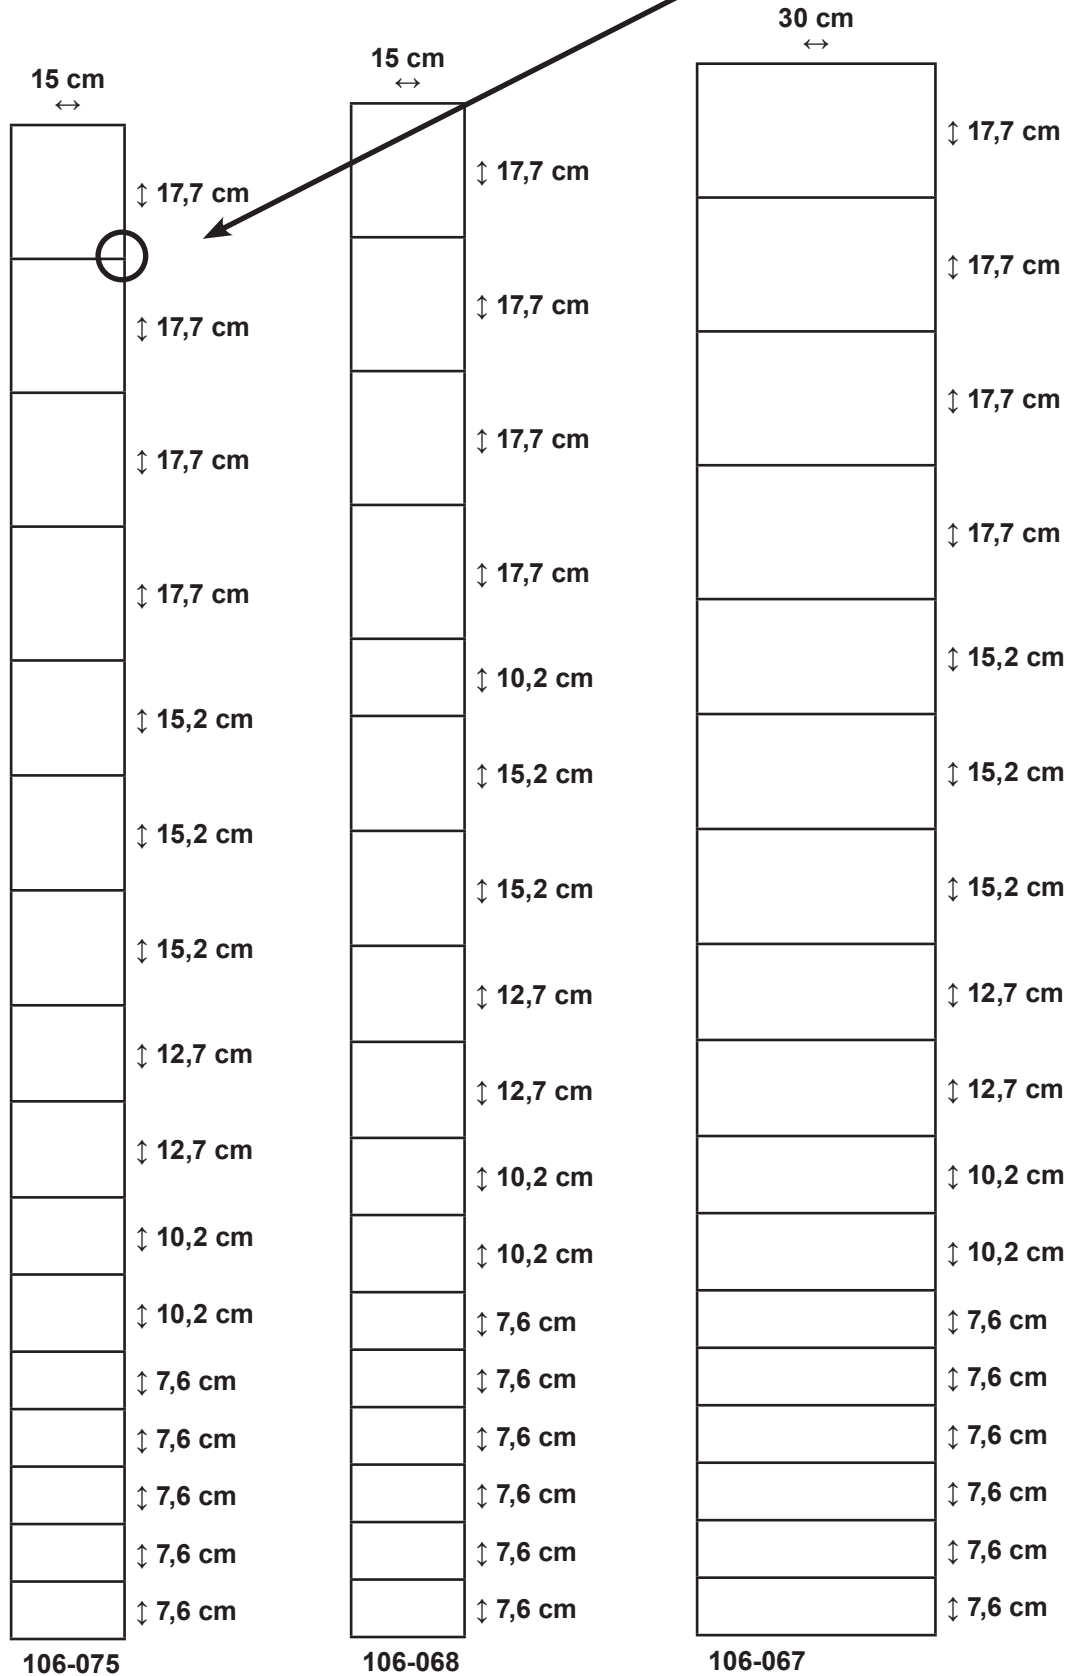 15 cm
↔
↕ 17,7 cm
↕ 17,7 cm
↕ 17,7 cm
↕ 17,7 cm
↕ 15,2 cm
↕ 15,2 cm
↕ 15,2 cm
↕ 12,7 cm
↕ 12,7 cm
↕ 10,2 cm
↕ 10,2 cm
↕ 7,6 cm
↕ 7,6 cm
↕ 7,6 cm
↕ 7,6 cm
↕ 7,6 cm
106-075
15 cm
↔
↕ 17,7 cm
↕ 17,7 cm
↕ 17,7 cm
↕ 17,7 cm
↕ 10,2 cm
↕ 15,2 cm
↕ 15,2 cm
↕ 12,7 cm
↕ 12,7 cm
↕ 10,2 cm
↕ 10,2 cm
↕ 7,6 cm
↕ 7,6 cm
↕ 7,6 cm
↕ 7,6 cm
↕ 7,6 cm
↕ 7,6 cm
106-068
30 cm
↔
↕ 17,7 cm
↕ 17,7 cm
↕ 17,7 cm
↕ 17,7 cm
↕ 15,2 cm
↕ 15,2 cm
↕ 15,2 cm
↕ 12,7 cm
↕ 12,7 cm
↕ 10,2 cm
↕ 10,2 cm
↕ 7,6 cm
↕ 7,6 cm
↕ 7,6 cm
↕ 7,6 cm
↕ 7,6 cm
↕ 7,6 cm
106-067